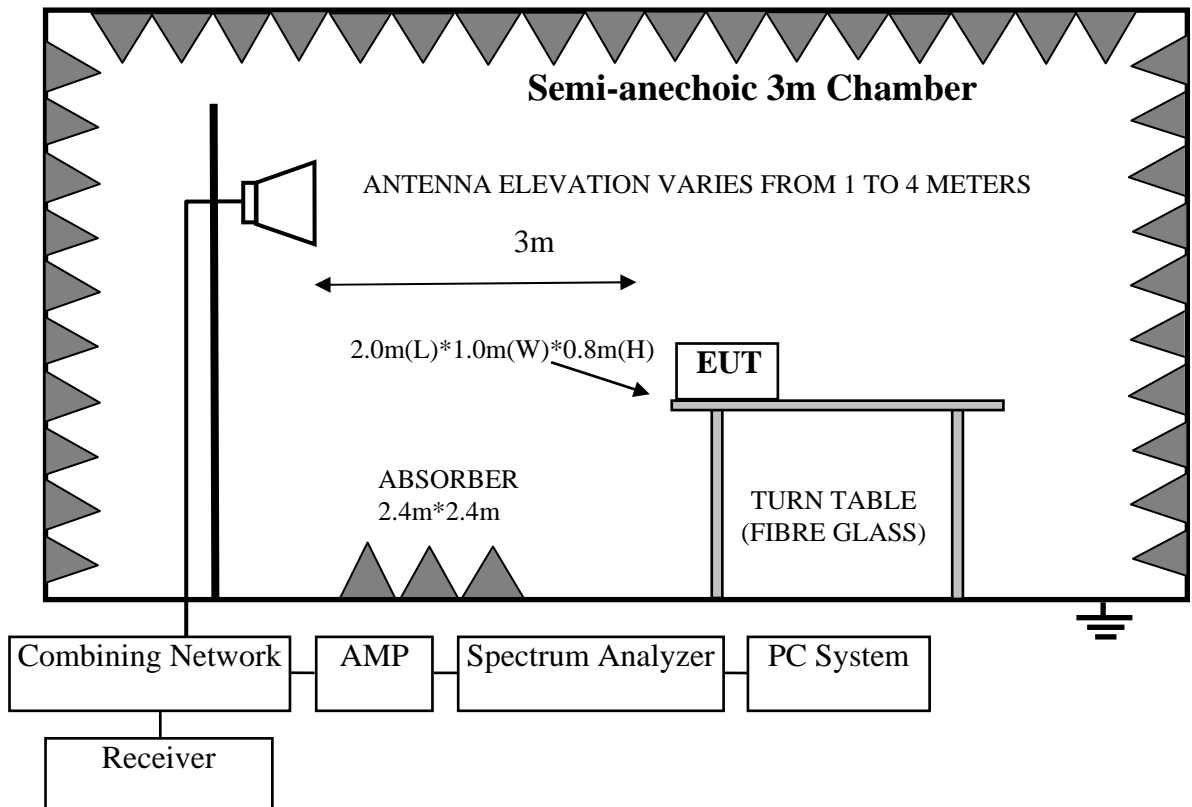 Semi-anechoic 3m Chamber
ANTENNA ELEVATION VARIES FROM 1 TO 4 METERS
3m
2.0m(L)*1.0m(W)*0.8m(H)
EUT
ABSORBER
2.4m*2.4m
TURN TABLE
(FIBRE GLASS)
Combining Network
AMP
Spectrum Analyzer
PC System
Receiver